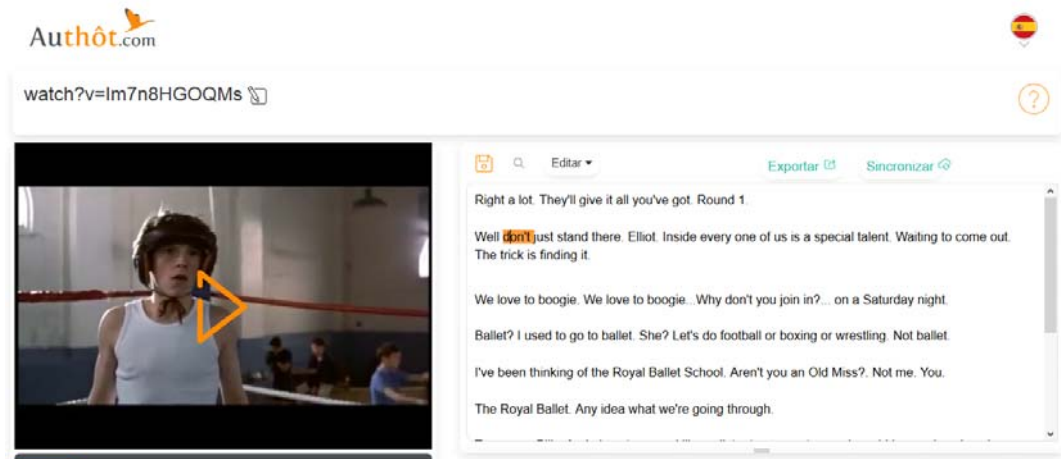 Authôt.com
watch?v=Im7n8HGOQMs
?
Editar
Exportar
Sincronizar
Right a lot. They'll give it all you've got. Round 1.
Well don't just stand there. Elliot. Inside every one of us is a special talent. Waiting to come out.
The trick is finding it.
We love to boogie. We love to boogie...Why don't you join in?... on a Saturday night.
Ballet? I used to go to ballet. She? Let's do football or boxing or wrestling. Not ballet.
I've been thinking of the Royal Ballet School. Aren't you an Old Miss?. Not me. You.
The Royal Ballet. Any idea what we're going through.